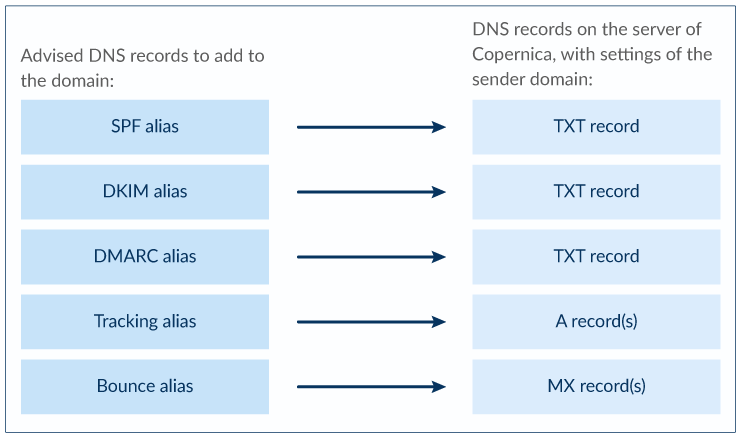 Advised DNS records to add to
the domain:
DNS records on the server of
Copernica, with settings of the
sender domain:
SPF alias
TXT record
DKIM alias
TXT record
DMARC alias
TXT record
Tracking alias
A record(s)
Bounce alias
MX record(s)